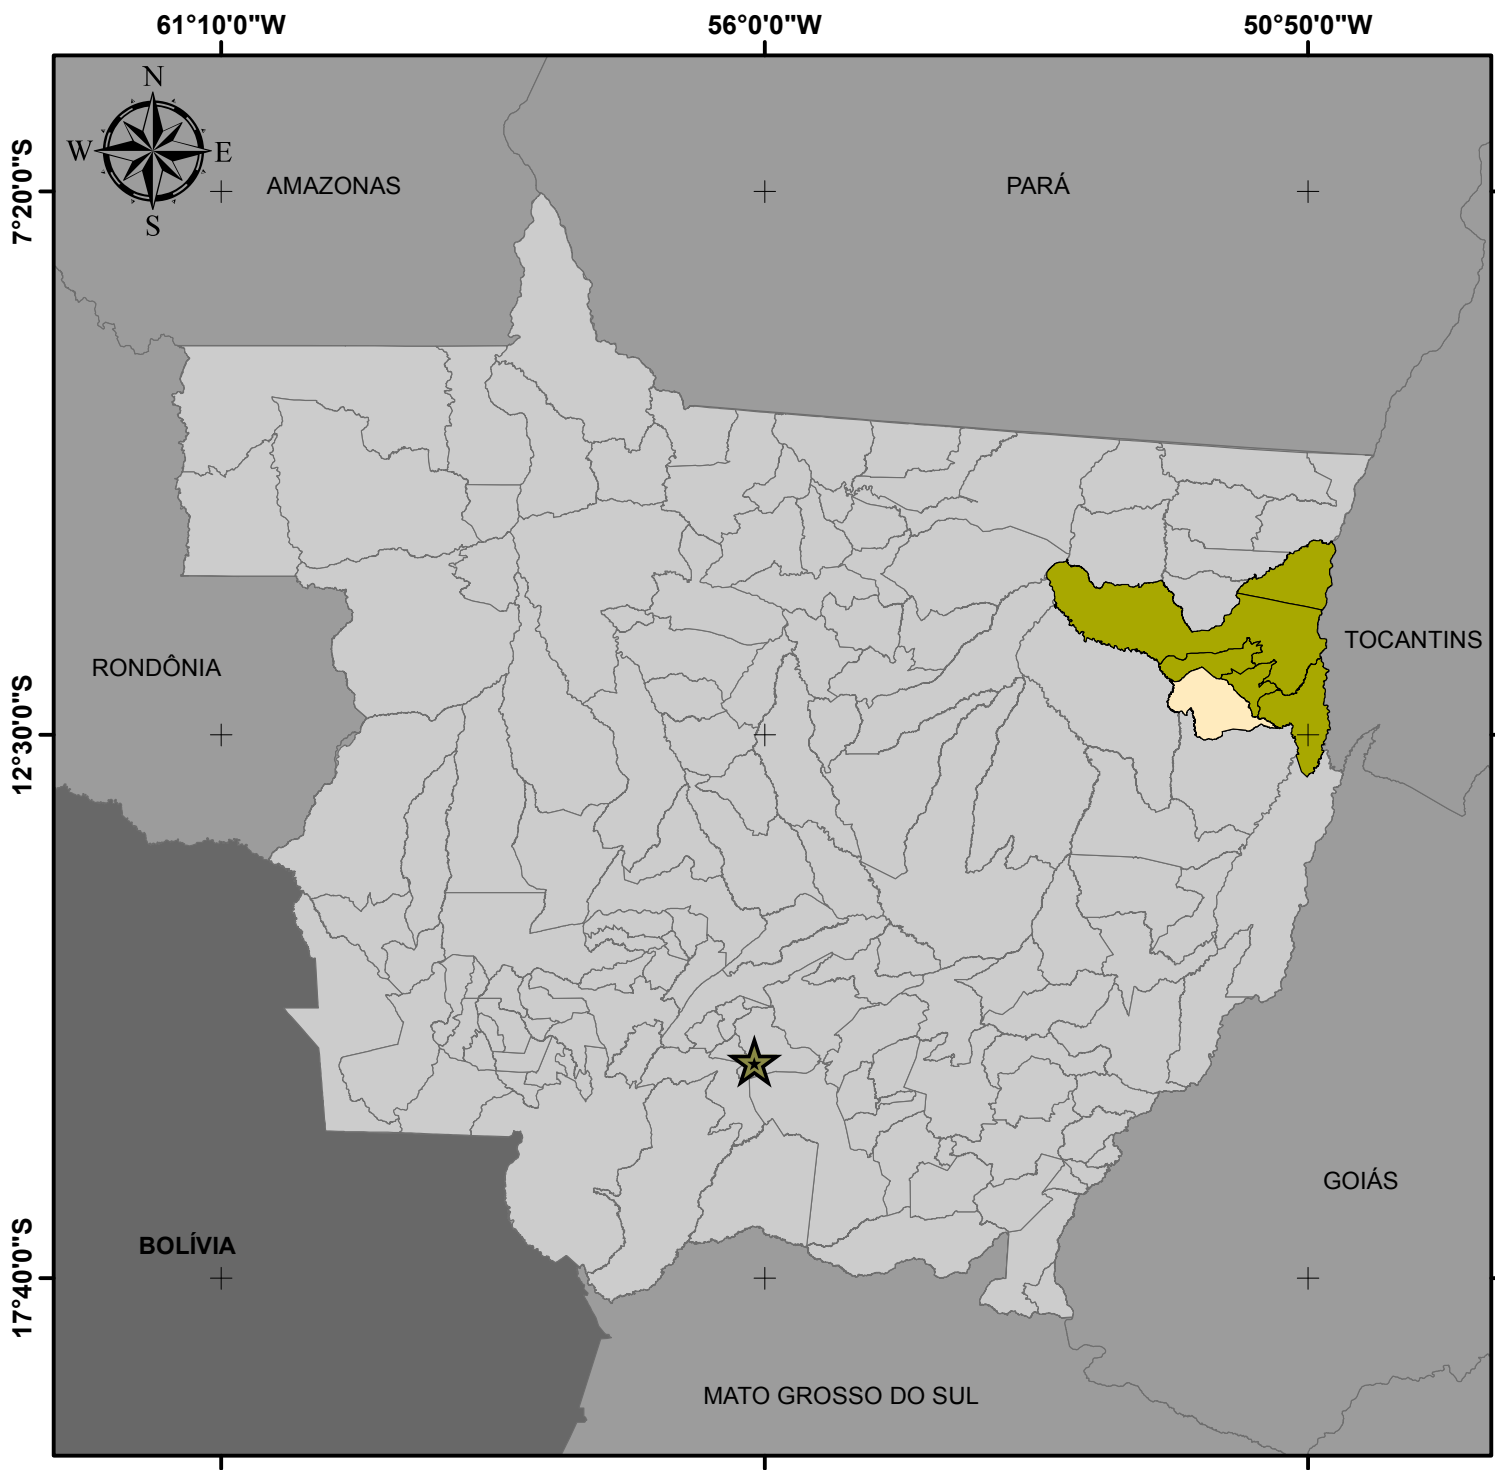 61°10'0"W 56°0'0"W 50°50'0"W
N
W E
S
7°20'0"S
AMAZONAS
PARÁ
RONDÔNIA
TOCANTINS
12°30'0"S
GOIÁS
BOLÍVIA
17°40'0"S
MATO GROSSO DO SUL